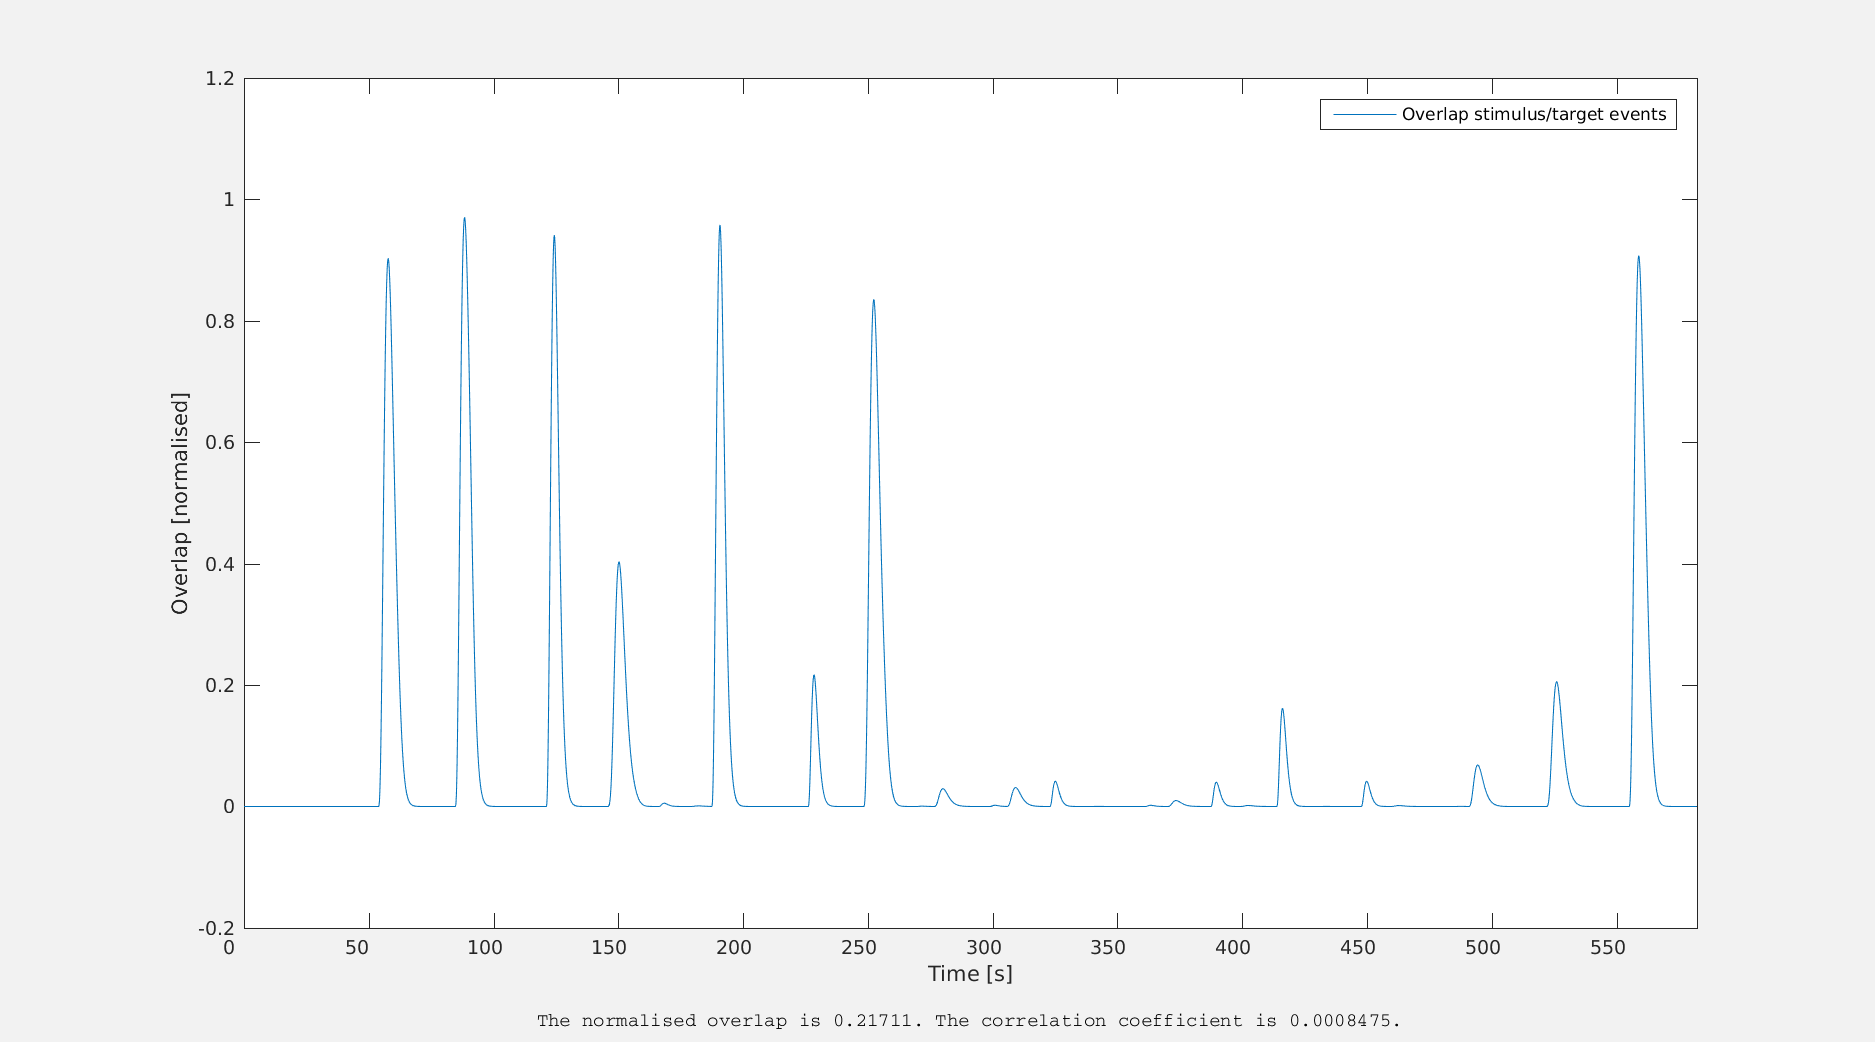 1.2
Overlap stimulus/target events
1
0.8
0.6
0.4
0.2
0
-0.2
Overlap [normalised]
0 50 100 150 200 250 300 350 400 450 500 550
Time [s]
The normalised overlap is 0.21711. The correlation coefficient is 0.0008475.